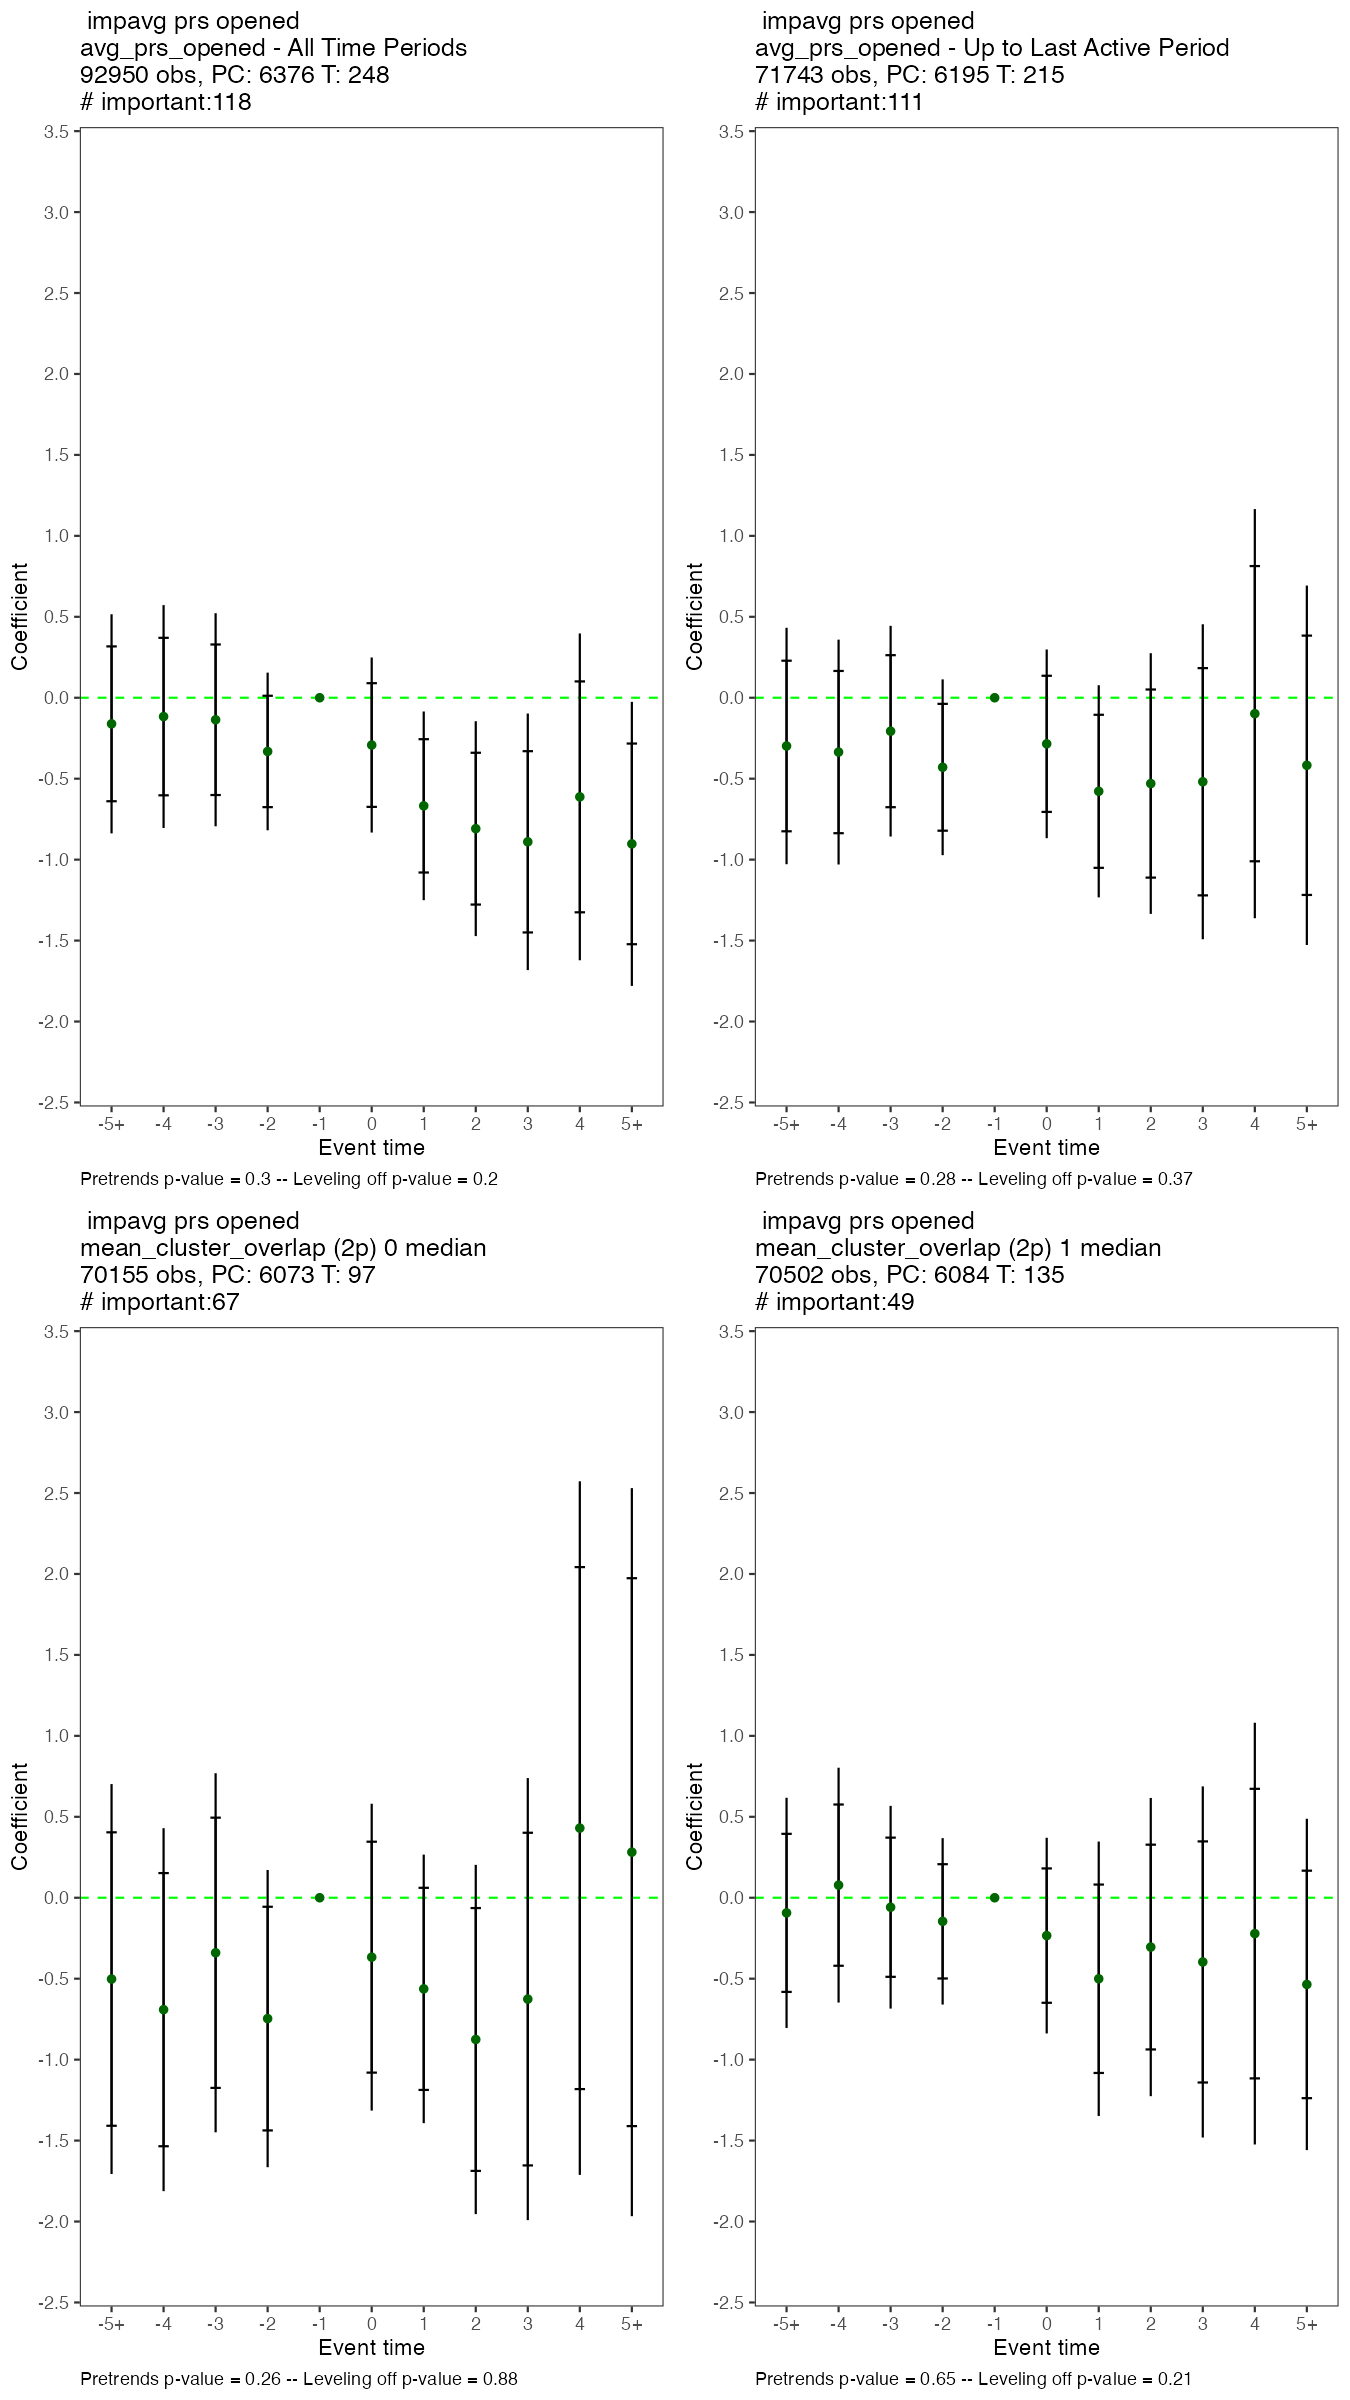 impavg prs opened
avg_prs_opened - All Time Periods
92950 obs, PC: 6376 T: 248
# important:118
3.5
3.0
2.5
2.0
1.5
1.0
0.5
0.0
-0.5
-1.0
-1.5
-2.0
-2.5
Coefficient
-5+ -4 -3 -2 -1 0 1 2 3 4 5+
Event time
Pretrends p-value = 0.3 -- Leveling off p-value = 0.2
impavg prs opened
avg_prs_opened - Up to Last Active Period
71743 obs, PC: 6195 T: 215
# important:111
3.5
3.0
2.5
2.0
1.5
1.0
0.5
0.0
-0.5
-1.0
-1.5
-2.0
-2.5
Coefficient
-5+ -4 -3 -2 -1 0 1 2 3 4 5+
Event time
Pretrends p-value = 0.28 -- Leveling off p-value = 0.37
impavg prs opened
mean_cluster_overlap (2p) 0 median
70155 obs, PC: 6073 T: 97
# important:67
3.5
3.0
2.5
2.0
1.5
1.0
0.5
0.0
-0.5
-1.0
-1.5
-2.0
-2.5
Coefficient
-5+ -4 -3 -2 -1 0 1 2 3 4 5+
Event time
Pretrends p-value = 0.26 -- Leveling off p-value = 0.88
impavg prs opened
mean_cluster_overlap (2p) 1 median
70502 obs, PC: 6084 T: 135
# important:49
3.5
3.0
2.5
2.0
1.5
1.0
0.5
0.0
-0.5
-1.0
-1.5
-2.0
-2.5
Coefficient
-5+ -4 -3 -2 -1 0 1 2 3 4 5+
Event time
Pretrends p-value = 0.65 -- Leveling off p-value = 0.21